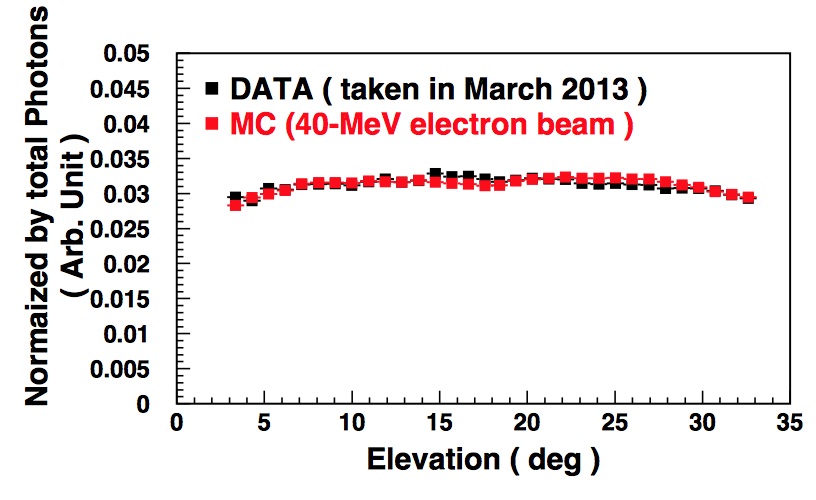 Normaized by total Photons
( Arb. Unit )
0.05
0.045
0.04
0.035
0.03
0.025
0.02
0.015
0.01
0.005
0
DATA ( taken in March 2013 )
MC (40-MeV electron beam )
0 5 10 15 20 25 30 35
Elevation ( deg )